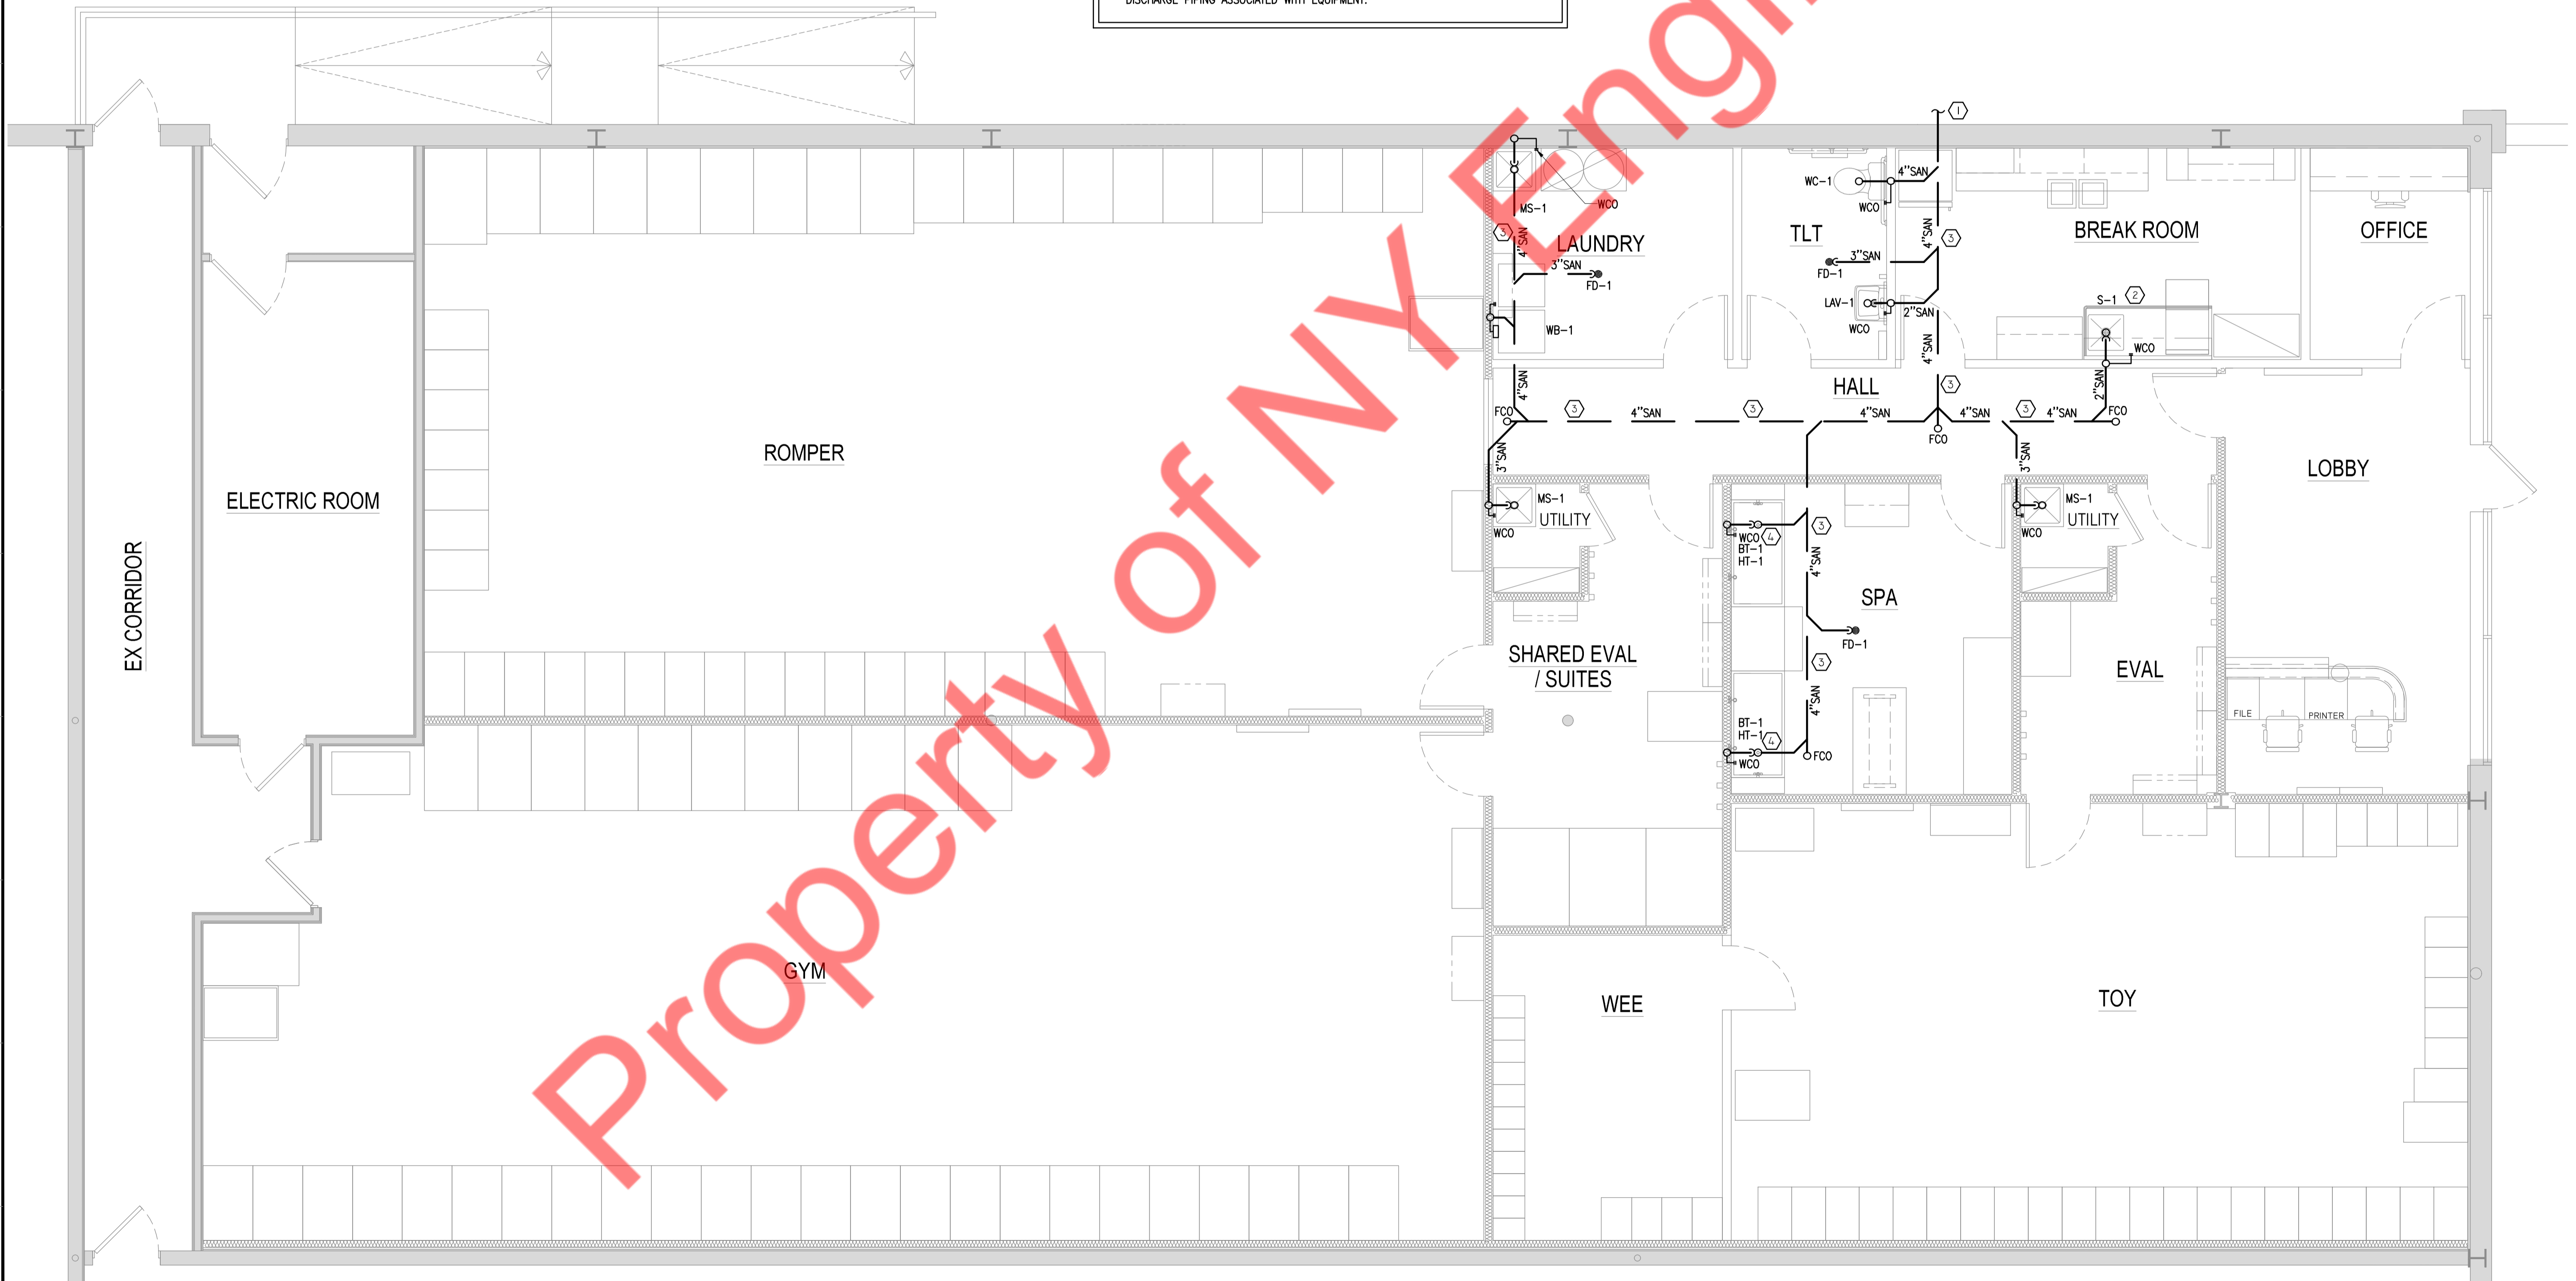 DISCHARGE PIPING ASSOCIATED WITH EQUIPMENT.
1
WC-1
4"SAN
WCO
MS-1
WCO
3
4"SAN
LAUNDRY
3"SAN
FD-1
TLT
4"SAN
3
3"SAN
FD-1
BREAK ROOM
OFFICE
LAV-1
2"SAN
WCO
S-1
2
WB-1
4"SAN
WCO
4"SAN
HALL
3
2"SAN
FCO
3
4"SAN
3
4"SAN
4"SAN
3
4"SAN
FCO
FCO
ROMPER
3"SAN
3"SAN
LOBBY
ELECTRIC ROOM
MS-1
UTILITY
WCO
WCO
4
BT-1
HT-1
3
4"SAN
MS-1
UTILITY
WCO
EX CORRIDOR
SPA
FD-1
SHARED EVAL
/ SUITES
3
EVAL
4"SAN
BT-1
HT-1
4
WCO
FCO
FILE
PRINTER
GYM
WEE
TOY
Property of NY Engi